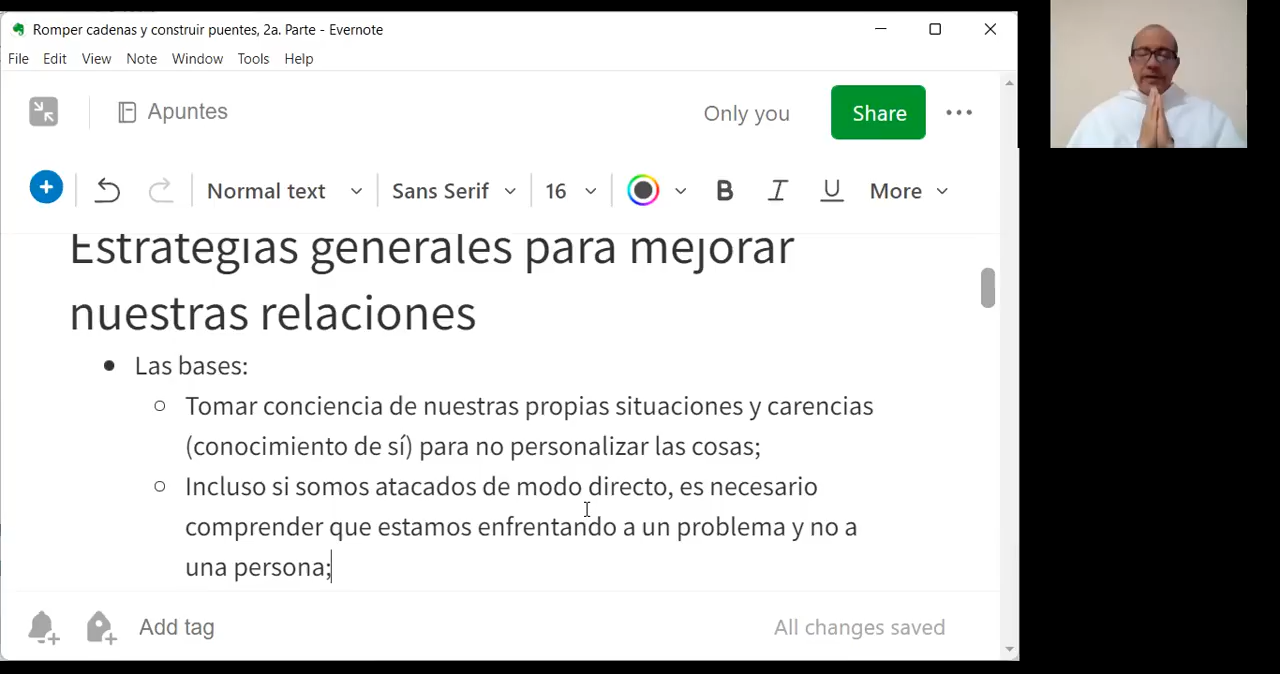 Romper cadenas y construir puentes, 2a. Parte - Evernote
File Edit View Note Window Tools Help
Apuntes
Only you
Share
Normal text
Sans Serif
16
B I U
More
Estrategias generales para mejorar
nuestras relaciones
Las bases:
Tomar conciencia de nuestras propias situaciones y carencias
(conocimiento de sí) para no personalizar las cosas;
Incluso si somos atacados de modo directo, es necesario
comprender que estamos enfrentando a un problema y no a
una persona;
Add tag
All changes saved